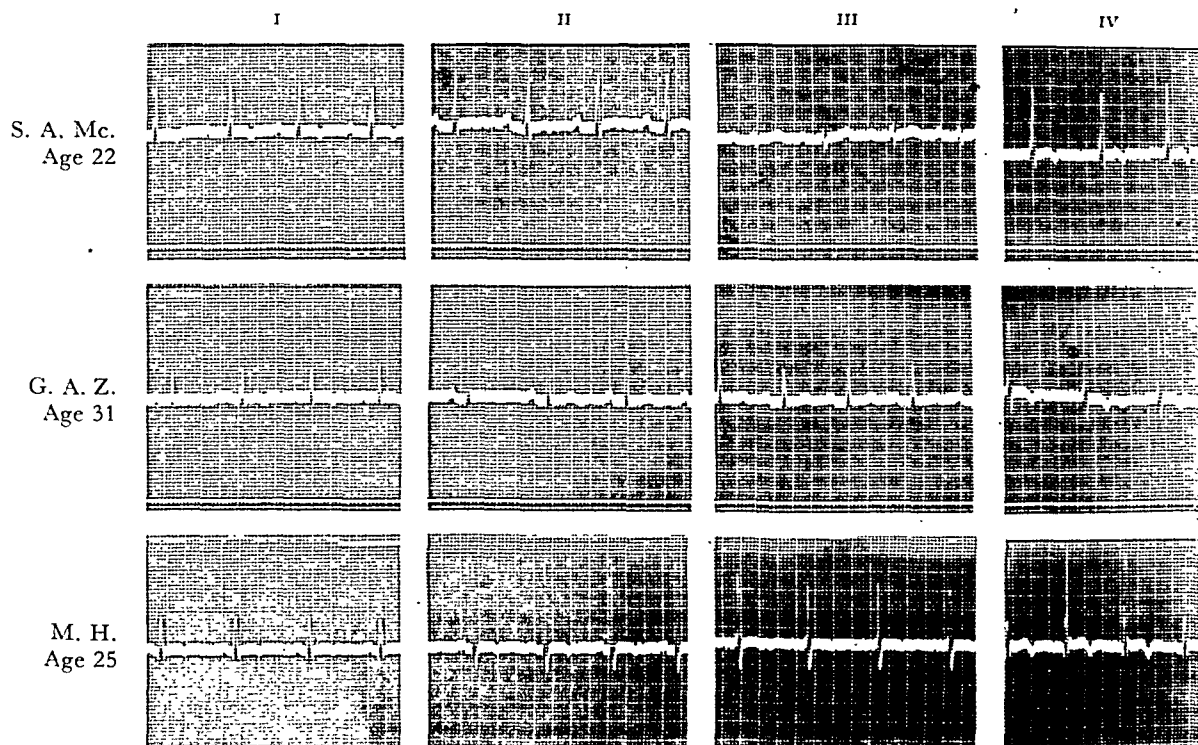 I II III IV
S. A. Mc.
Age 22
G. A. Z.
Age 31
M. H.
Age 25